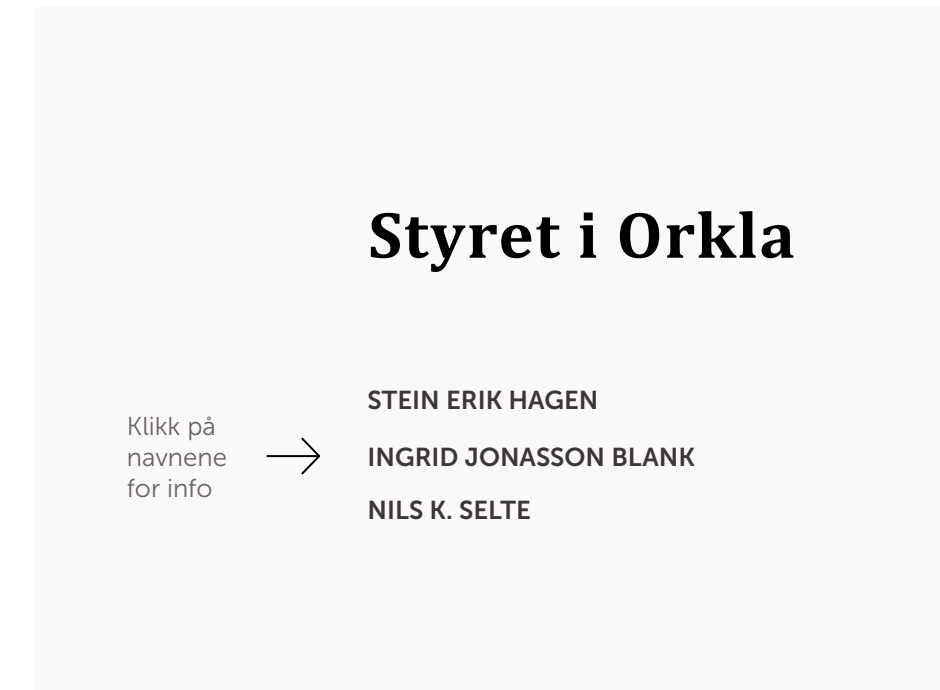 Styret i Orkla
STEIN ERIK HAGEN
Klikk på
navnene
for info
INGRID JONASSON BLANK
NILS K. SELTE